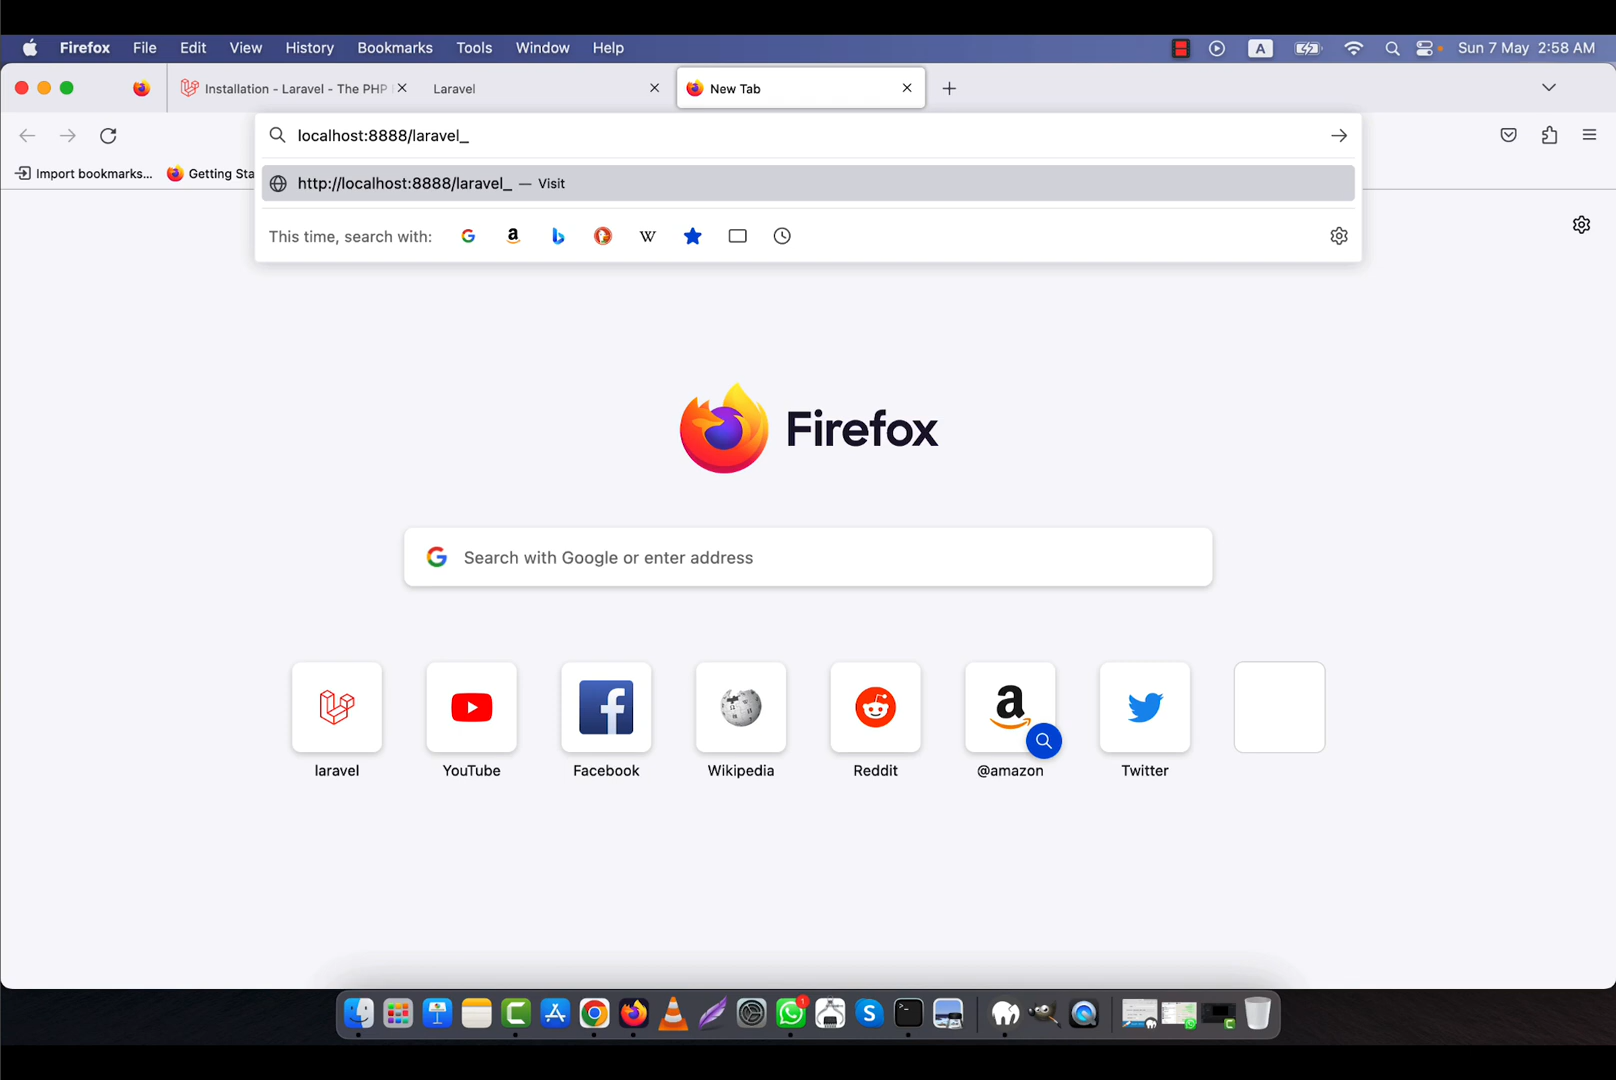 Firefox File Edit View History Bookmarks Tools Window Help A Sun 7 May 2:58 AM
Installation - Laravel - The PHP Laravel New Tab
localhost:8888/laravel_
Import bookmarks... Getting Sta
http://localhost:8888/laravel_ — Visit
This time, search with: G a b W
Firefox
G Search with Google or enter address
laravel YouTube Facebook Wikipedia Reddit @amazon Twitter
1